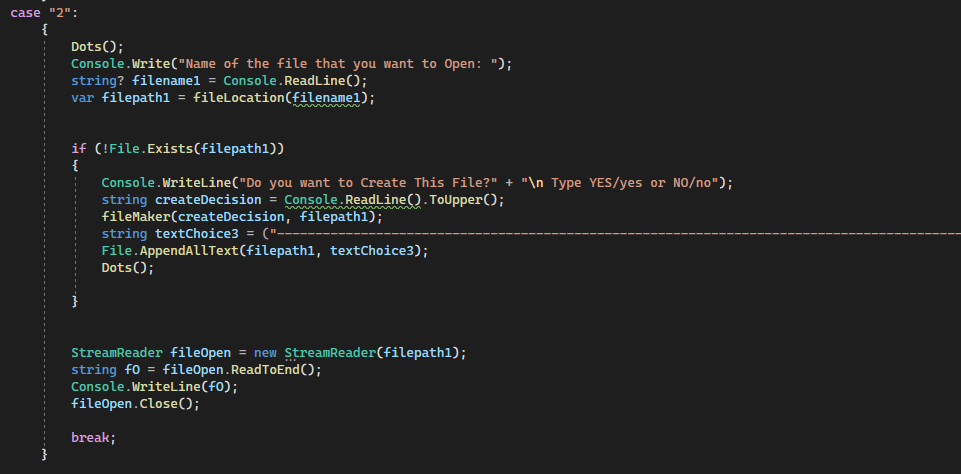 case "2":
{
Dots();
Console.Write("Name of the file that you want to Open: ");
string? filename1 = Console.ReadLine();
var filepath1 = fileLocation(filename1);
if (!File.Exists(filepath1))
{
Console.WriteLine("Do you want to Create This File?" + "\n Type YES/yes or NO/no");
string createDecision = Console.ReadLine().ToUpper();
fileMaker(createDecision, filepath1);
string textChoice3 = ("-----------------------------------------------------------------------------------------
File.AppendAllText(filepath1, textChoice3);
Dots();
}
StreamReader fileOpen = new StreamReader(filepath1);
string fO = fileOpen.ReadToEnd();
Console.WriteLine(fO);
fileOpen.Close();
break;
}